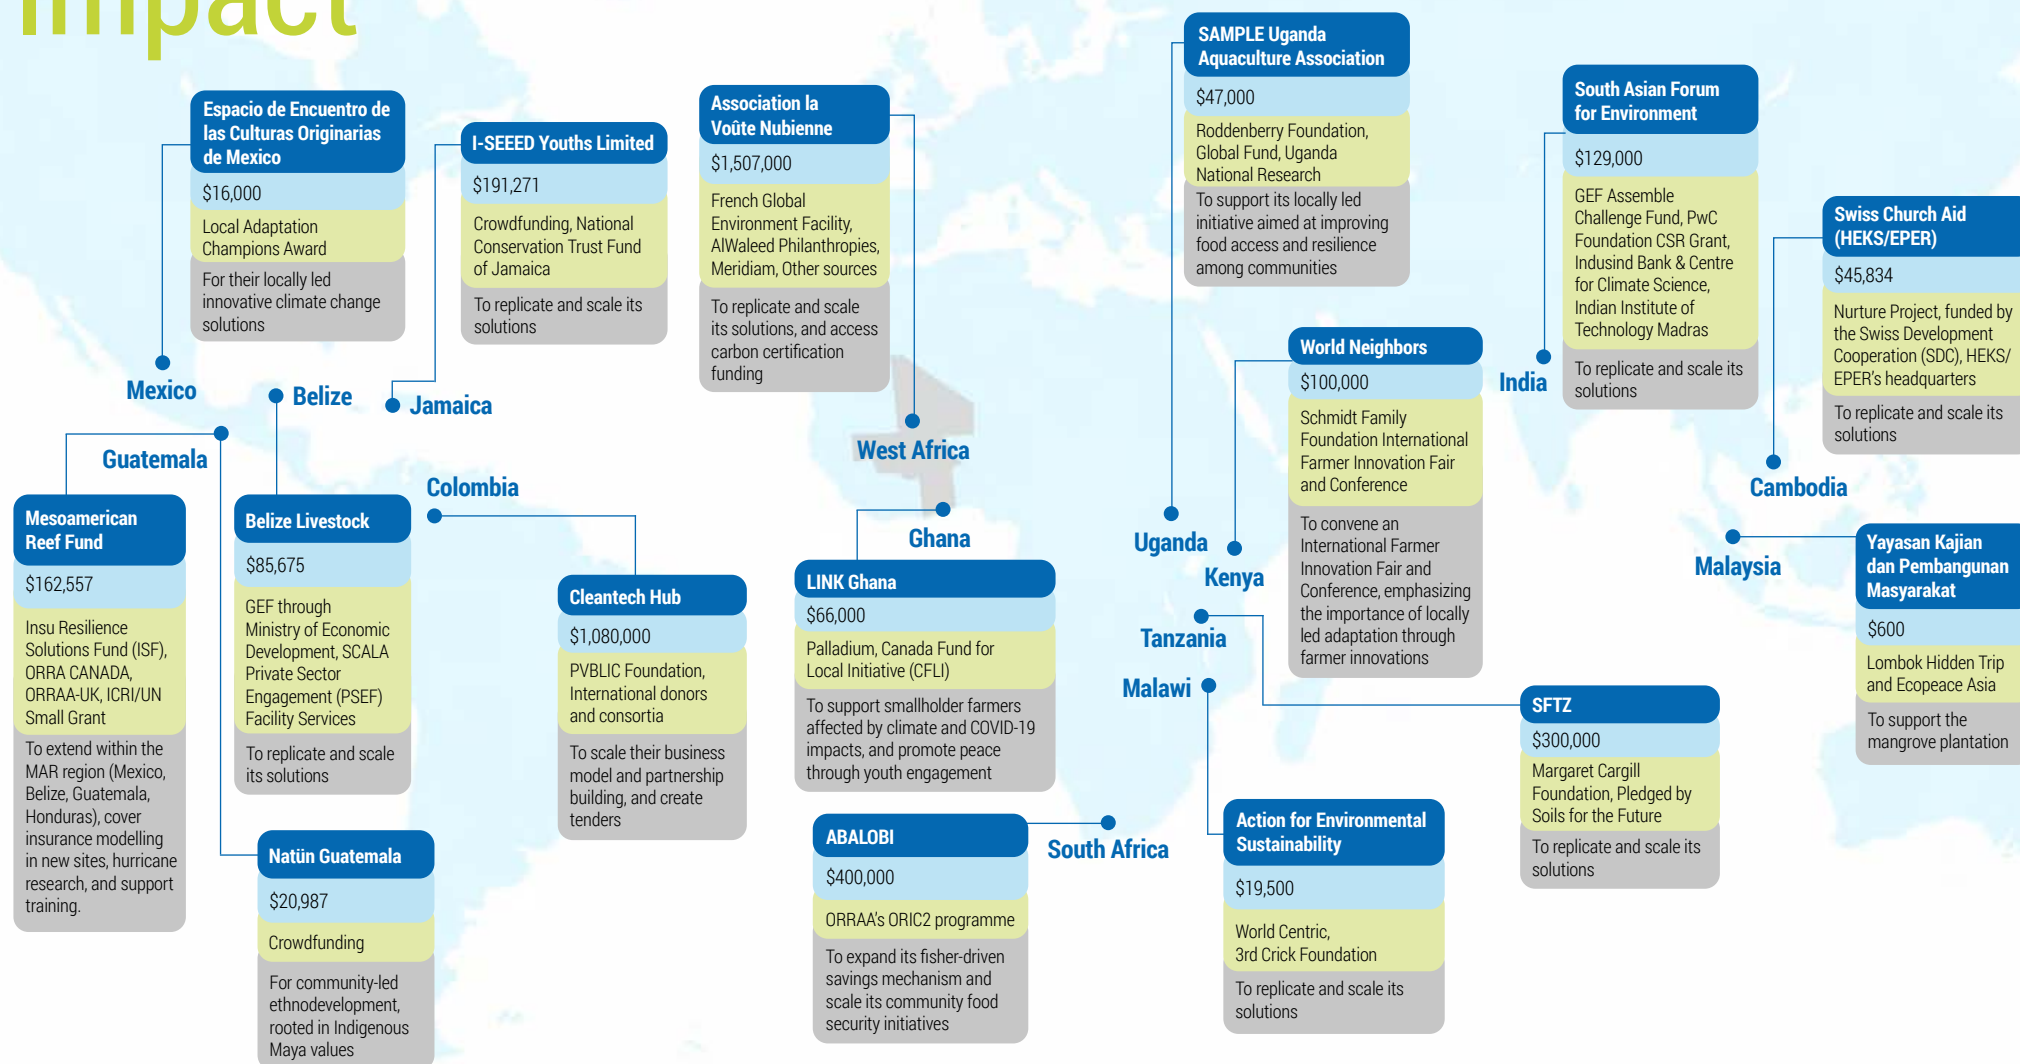 Impact
Espacio de Encuentro de
las Culturas Originarias
de Mexico
$16,000
Local Adaptation
Champions Award
For their locally led
innovative climate change
solutions
Mexico
I-SEEED Youths Limited
$191,271
Crowdfunding, National
Conservation Trust Fund
of Jamaica
To replicate and scale its
solutions
Jamaica
Association la
Voûte Nubienne
$1,507,000
French Global
Environment Facility,
AlWaleed Philanthropies,
Meridiam, Other sources
To replicate and scale
its solutions, and access
carbon certification
funding
West Africa
SAMPLE Uganda
Aquaculture Association
$47,000
Roddenberry Foundation,
Global Fund, Uganda
National Research
To support its locally led
initiative aimed at improving
food access and resilience
among communities
Uganda
South Asian Forum
for Environment
$129,000
GEF Assemble
Challenge Fund, PwC
Foundation CSR Grant,
Indusind Bank & Centre
for Climate Science,
Indian Institute of
Technology Madras
To replicate and scale its
solutions
India
Swiss Church Aid
(HEKS/EPER)
$45,834
Nurture Project, funded by
the Swiss Development
Cooperation (SDC), HEKS/
EPER's headquarters
To replicate and scale its
solutions
Cambodia
World Neighbors
$100,000
Schmidt Family
Foundation International
Farmer Innovation Fair
and Conference
To convene an
International Farmer
Innovation Fair and
Conference, emphasizing
the importance of locally
led adaptation through
farmer innovations
Kenya
Belize
Guatemala
Mesoamerican
Reef Fund
$162,557
Insu Resilience
Solutions Fund (ISF),
ORRA CANADA,
ORRAA-UK, ICRI/UN
Small Grant
To extend within the
MAR region (Mexico,
Belize, Guatemala,
Honduras), cover
insurance modelling
in new sites, hurricane
research, and support
training.
Belize Livestock
$85,675
GEF through
Ministry of Economic
Development, SCALA
Private Sector
Engagement (PSEF)
Facility Services
To replicate and scale
its solutions
Natün Guatemala
$20,987
Crowdfunding
For community-led
ethnodevelopment,
rooted in Indigenous
Maya values
Colombia
Cleantech Hub
$1,080,000
PVBLIC Foundation,
International donors
and consortia
To scale their business
model and partnership
building, and create
tenders
Ghana
LINK Ghana
$66,000
Palladium, Canada Fund for
Local Initiative (CFLI)
To support smallholder farmers
affected by climate and COVID-19
impacts, and promote peace
through youth engagement
ABALOBI
$400,000
ORRAA's ORIC2 programme
To expand its fisher-driven
savings mechanism and
scale its community food
security initiatives
South Africa
Tanzania
Malawi
Action for Environmental
Sustainability
$19,500
World Centric,
3rd Crick Foundation
To replicate and scale its
solutions
SFTZ
$300,000
Margaret Cargill
Foundation, Pledged by
Soils for the Future
To replicate and scale its
solutions
Malaysia
Yayasan Kajian
dan Pembangunan
Masyarakat
$600
Lombok Hidden Trip
and Ecopeace Asia
To support the
mangrove plantation